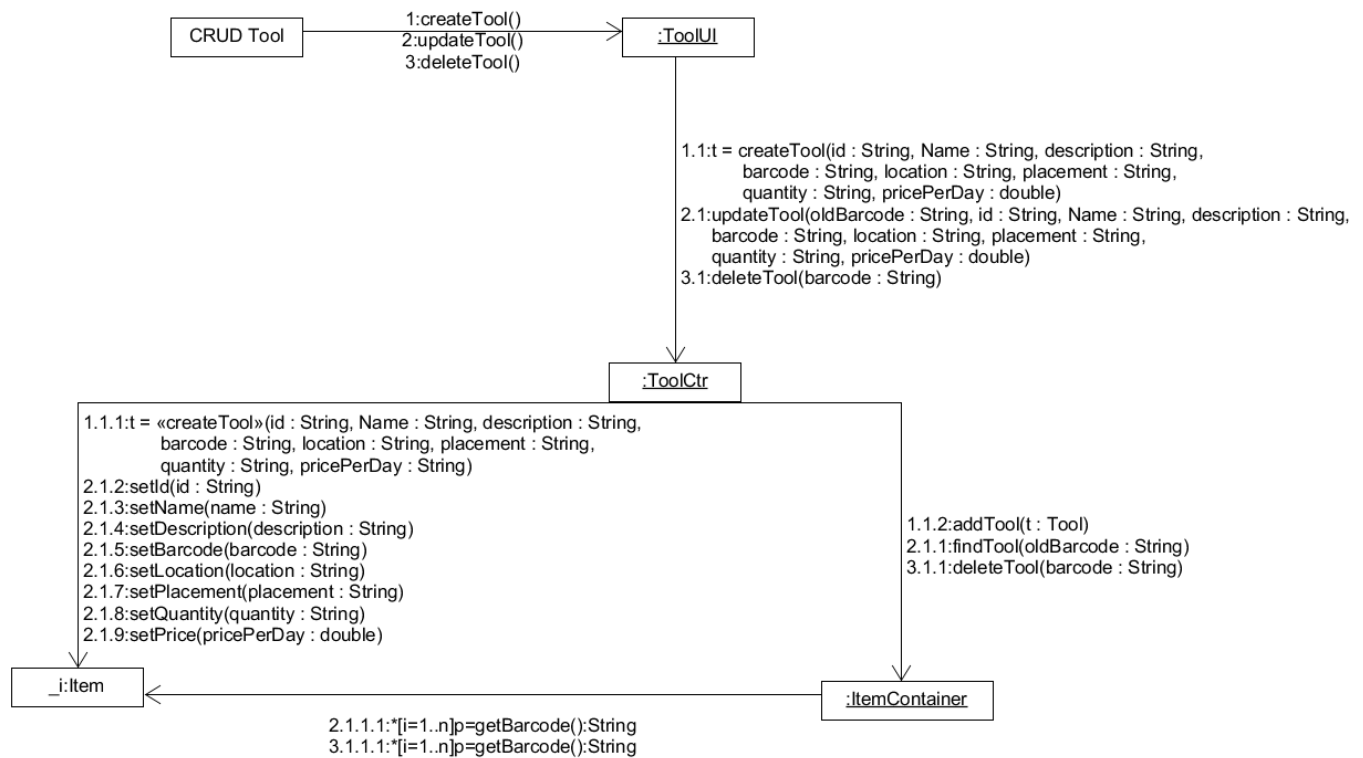 CRUD Tool
1:createTool()
2:updateTool()
3:deleteTool()
:ToolUI
1.1:t = createTool(id : String, Name : String, description : String,
barcode : String, location : String, placement : String,
quantity : String, pricePerDay : double)
2.1:updateTool(oldBarcode : String, id : String, Name : String, description : String,
barcode : String, location : String, placement : String,
quantity : String, pricePerDay : double)
3.1:deleteTool(barcode : String)
:ToolCtr
1.1.1:t = «createTool»(id : String, Name : String, description : String,
barcode : String, location : String, placement : String,
quantity : String, pricePerDay : String)
2.1.2:setId(id : String)
2.1.3:setName(name : String)
2.1.4:setDescription(description : String)
2.1.5:setBarcode(barcode : String)
2.1.6:setLocation(location : String)
2.1.7:setPlacement(placement : String)
2.1.8:setQuantity(quantity : String)
2.1.9:setPrice(pricePerDay : double)
1.1.2:addTool(t : Tool)
2.1.1:findTool(oldBarcode : String)
3.1.1:deleteTool(barcode : String)
_i:Item
:ItemContainer
2.1.1.1:*[i=1..n]p=getBarcode():String
3.1.1.1:*[i=1..n]p=getBarcode():String